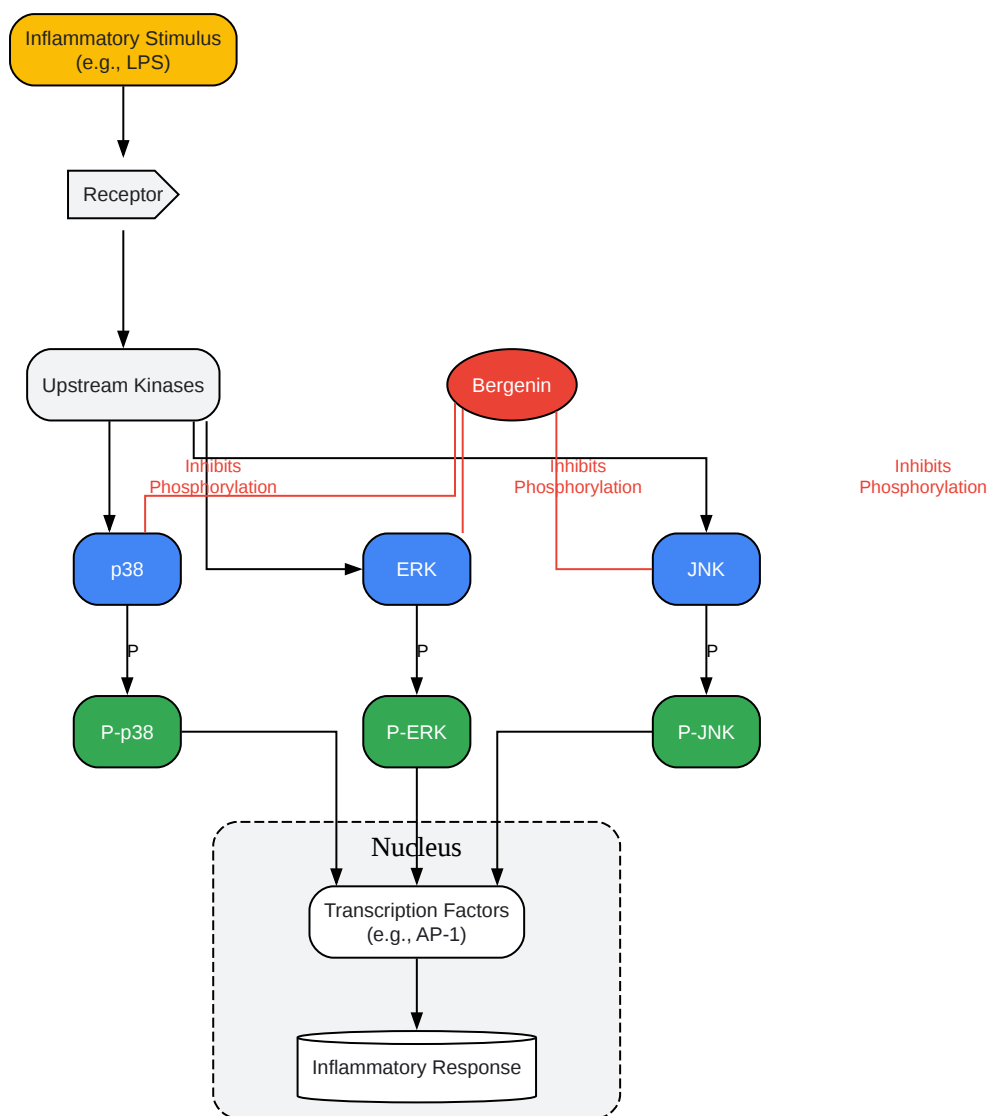 Inflammatory Stimulus
(e.g., LPS)
Receptor
Upstream Kinases
Bergenin
Inhibits
Phosphorylation
Inhibits
Phosphorylation
Inhibits
Phosphorylation
p38
ERK
JNK
P
P
P
P-p38
P-ERK
P-JNK
Nucleus
Transcription Factors
(e.g., AP-1)
Inflammatory Response